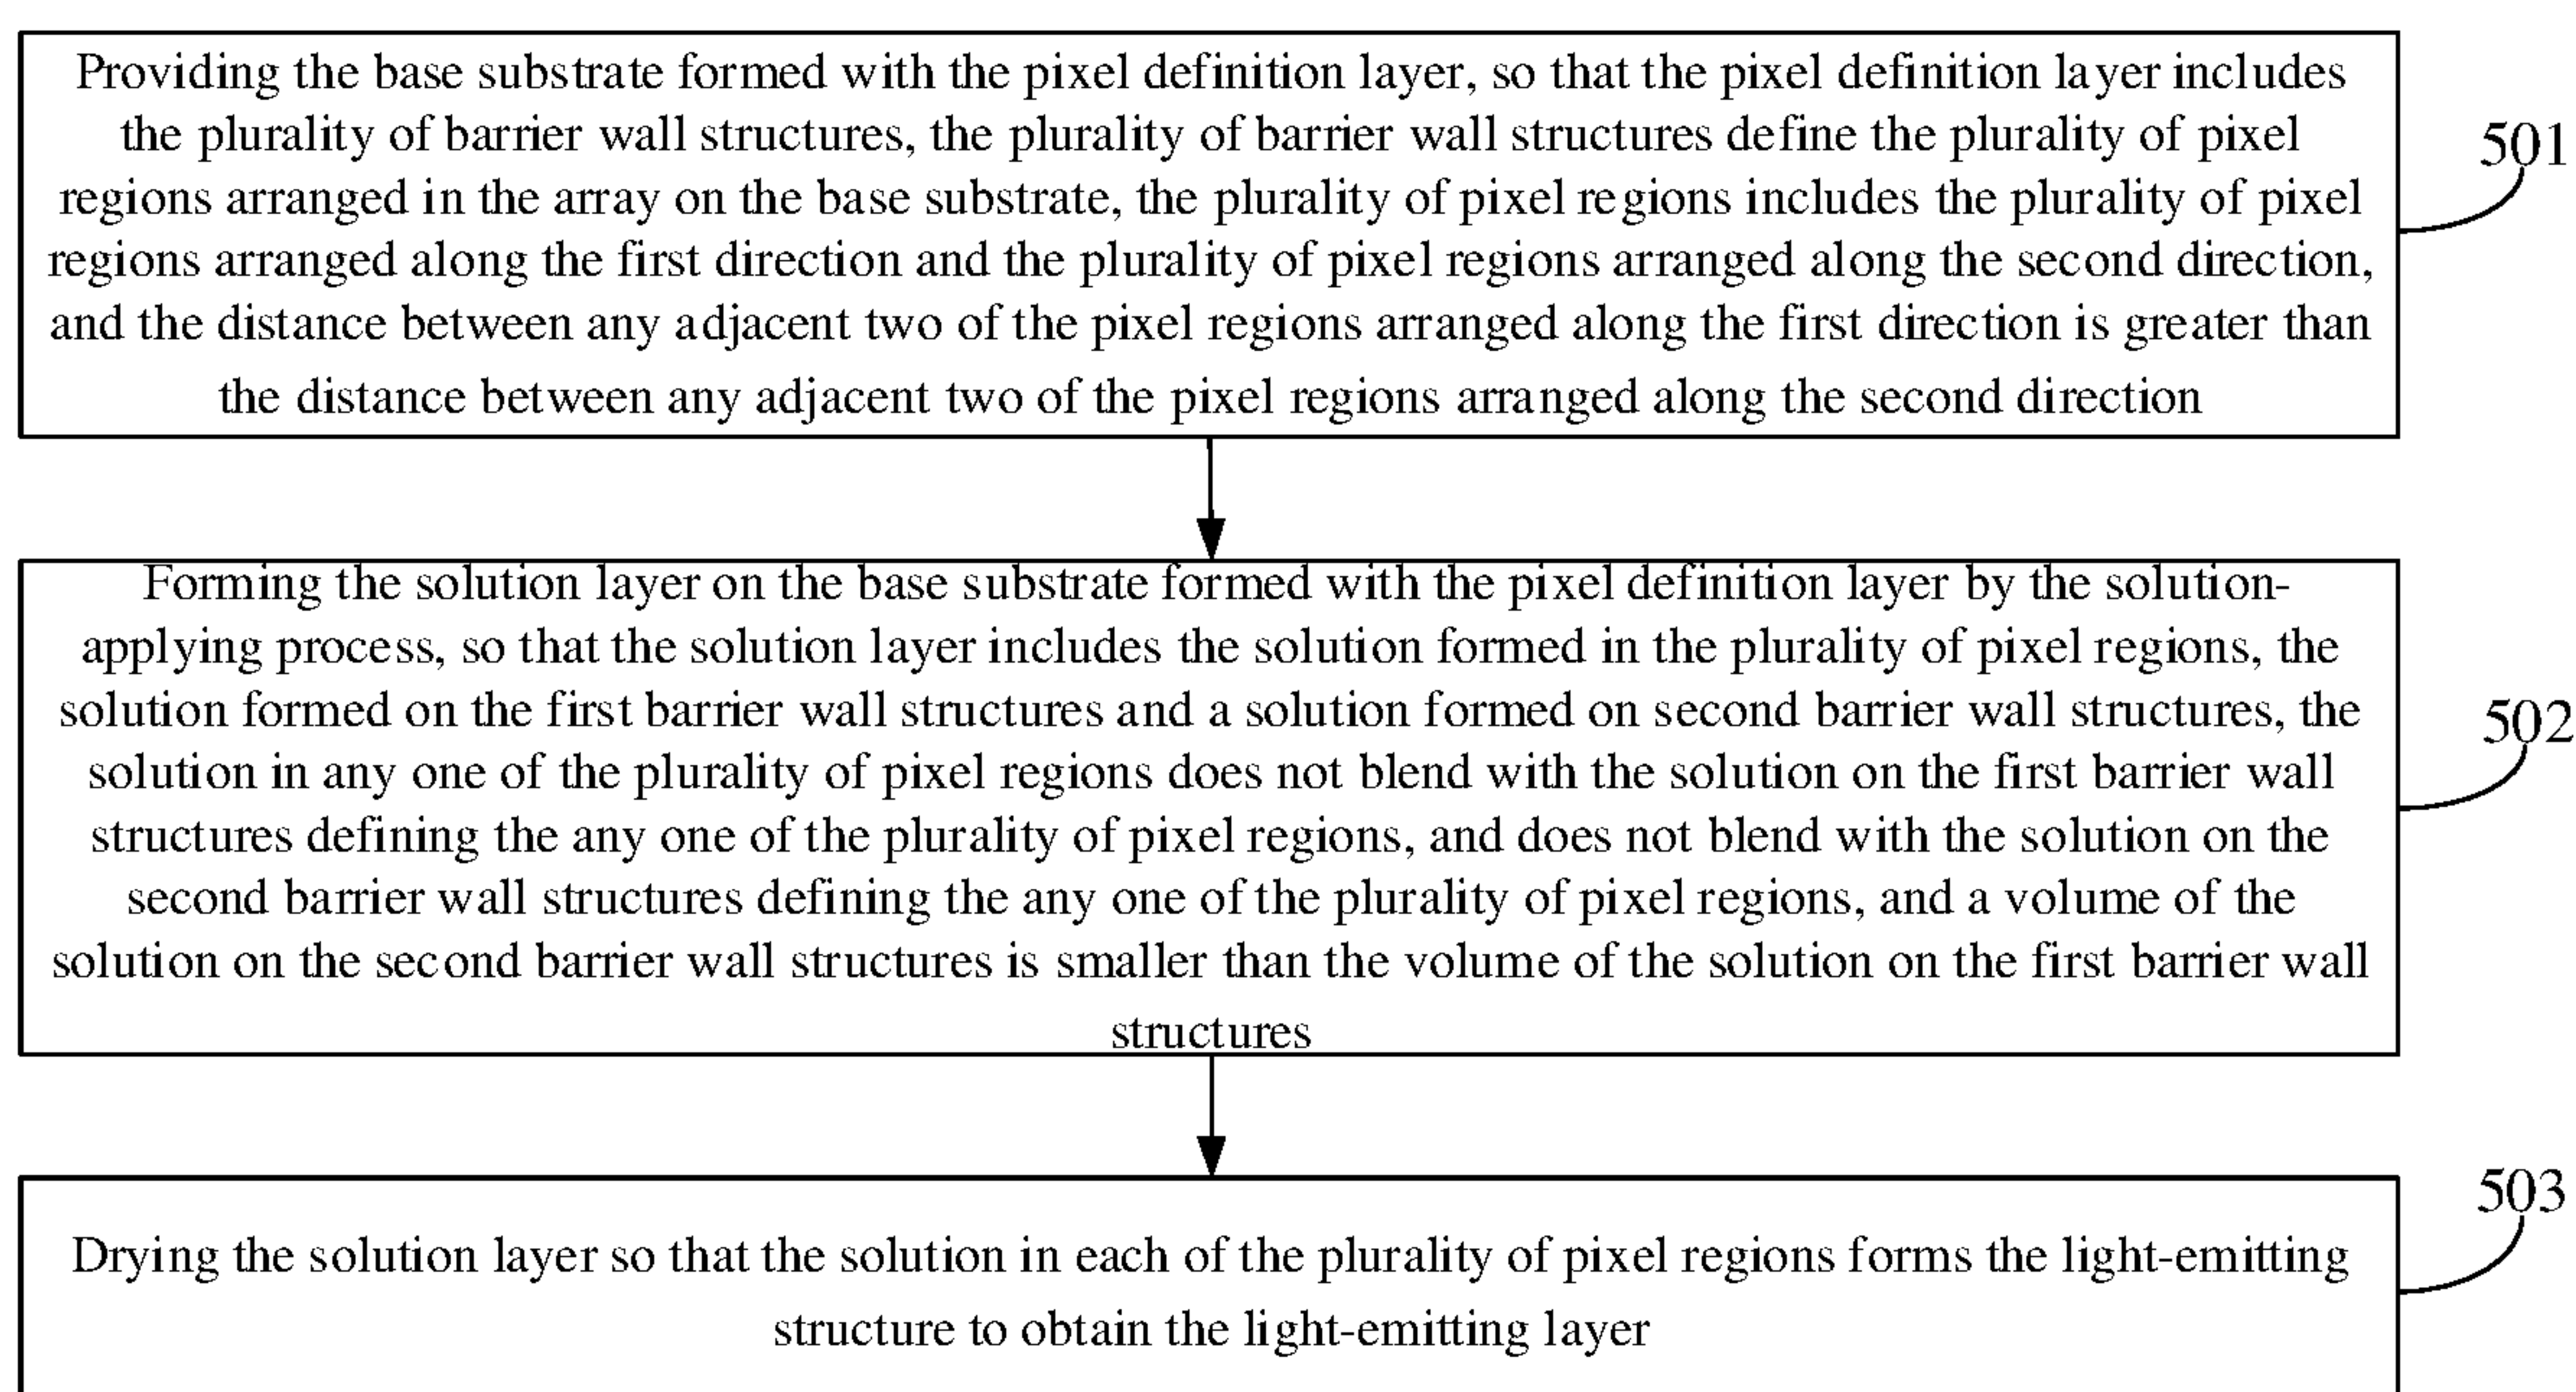 Providing the base substrate formed with the pixel definition layer, so that the pixel definition layer includes
the plurality of barrier wall structures, the plurality of barrier wall structures define the plurality of pixel
regions arranged in the array on the base substrate, the plurality of pixel regions includes the plurality of pixel
regions arranged along the first direction and the plurality of pixel regions arranged along the second direction,
and the distance between any adjacent two of the pixel regions arranged along the first direction is greater than
the distance between any adjacent two of the pixel regions arranged along the second direction
501
Forming the solution layer on the base substrate formed with the pixel definition layer by the solution-
applying process, so that the solution layer includes the solution formed in the plurality of pixel regions, the
solution formed on the first barrier wall structures and a solution formed on second barrier wall structures, the
solution in any one of the plurality of pixel regions does not blend with the solution on the first barrier wall
structures defining the any one of the plurality of pixel regions, and does not blend with the solution on the
second barrier wall structures defining the any one of the plurality of pixel regions, and a volume of the
solution on the second barrier wall structures is smaller than the volume of the solution on the first barrier wall
structures
502
Drying the solution layer so that the solution in each of the plurality of pixel regions forms the light-emitting
structure to obtain the light-emitting layer
503